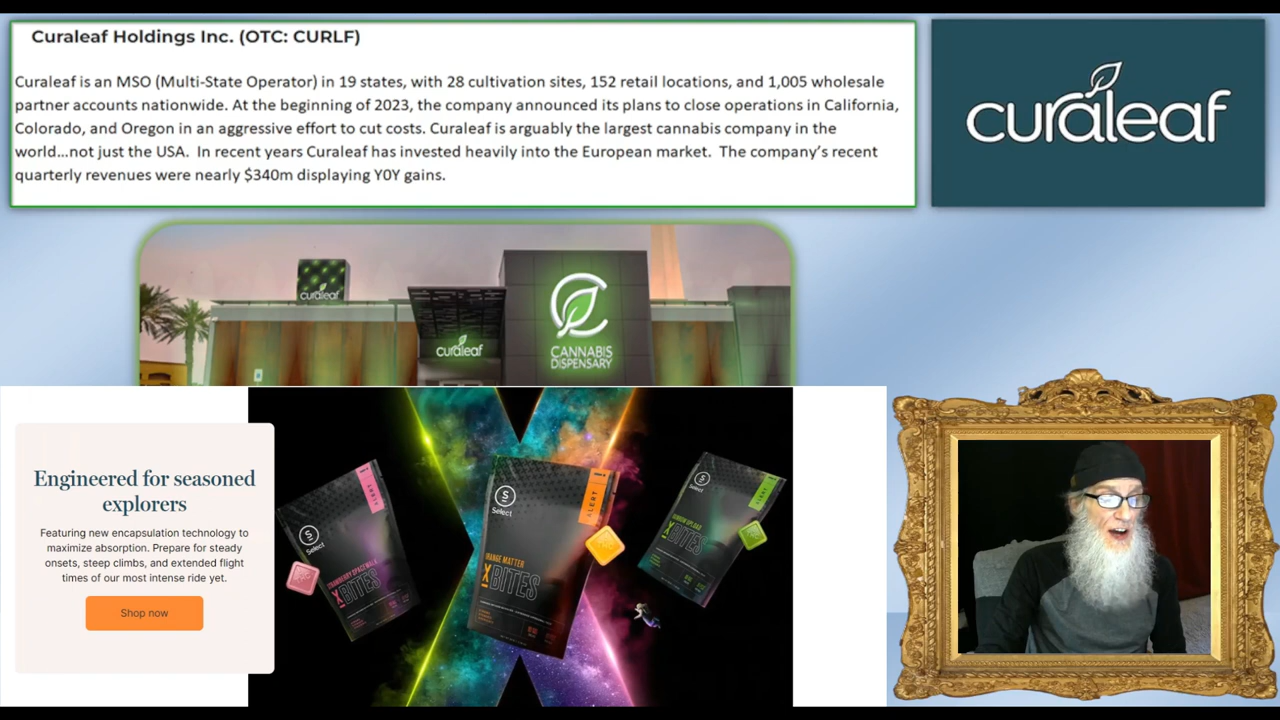 Curaleaf Holdings Inc. (OTC: CURLF)
Curaleaf is an MSO (Multi-State Operator) in 19 states, with 28 cultivation sites, 152 retail locations, and 1,005 wholesale
partner accounts nationwide. At the beginning of 2023, the company announced its plans to close operations in California,
Colorado, and Oregon in an aggressive effort to cut costs. Curaleaf is arguably the largest cannabis company in the
world...not just the USA. In recent years Curaleaf has invested heavily into the European market. The company's recent
quarterly revenues were nearly $340m displaying Y0Y gains.
curaleaf
curaleaf
curaleaf
CANNABIS
DISPENSARY
Engineered for seasoned
explorers
Featuring new encapsulation technology to
maximize absorption. Prepare for steady
onsets, steep climbs, and extended flight
times of our most intense ride yet.
Shop now
S
Select
STRAWBERRY SPACEWALK
XBITES
S
Select
ALERT
ORANGE MATTER
XBITES
S
Select
XBITES